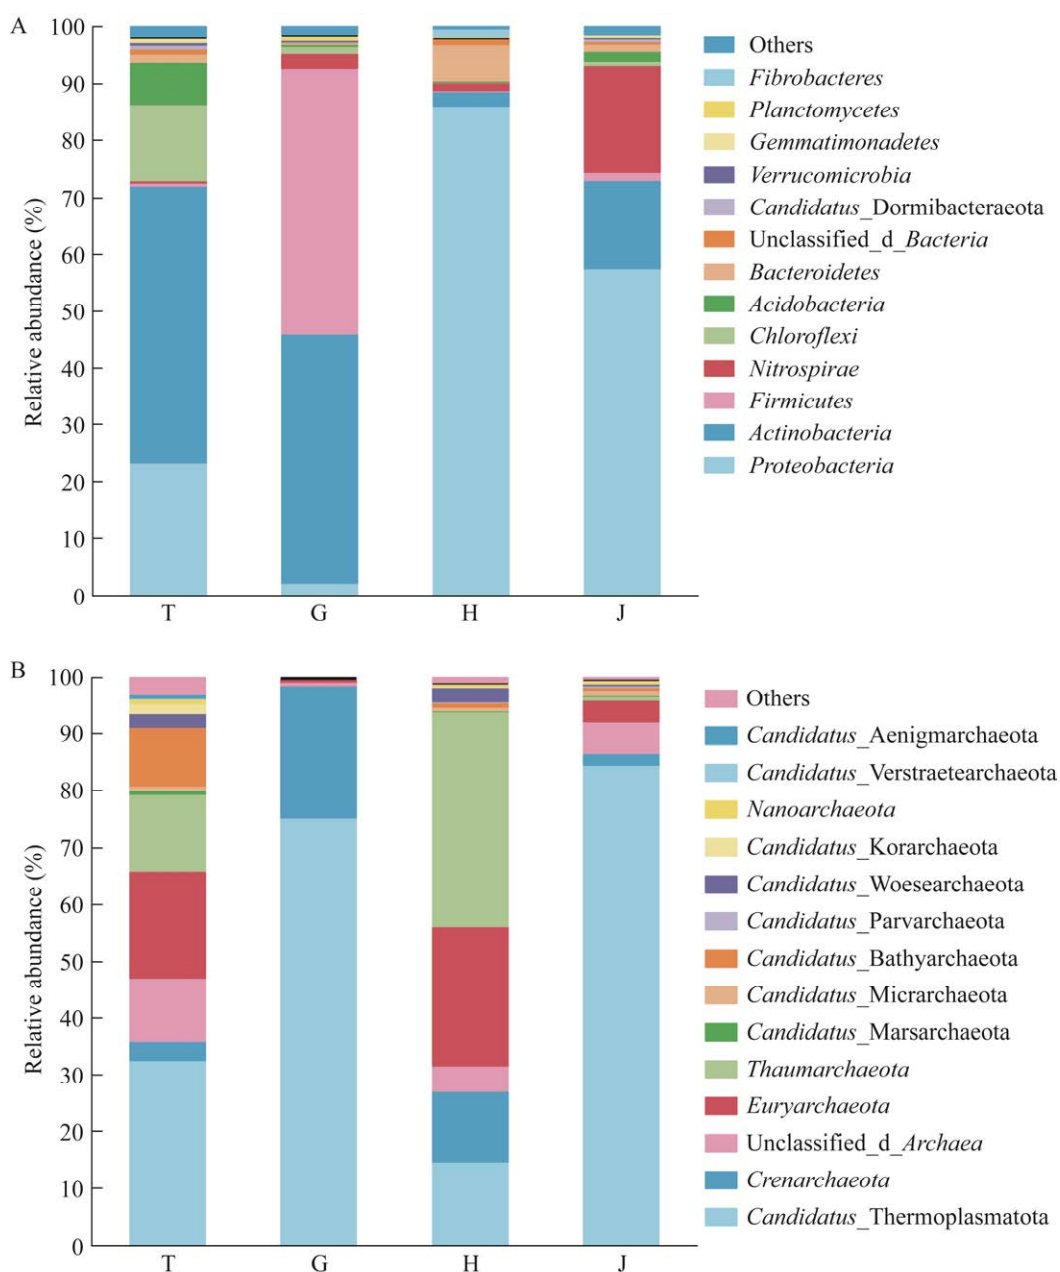 A
Relative abundance (%)
100
90
80
70
60
50
40
30
20
10
0
T
G
H
J
Others
Fibrobacteres
Planctomycetes
Gemmatimonadetes
Verrucomicrobia
Candidatus_Dormibacteraeota
Unclassified_d_Bacteria
Bacteroidetes
Acidobacteria
Chloroflexi
Nitrospirae
Firmicutes
Actinobacteria
Proteobacteria
B
Relative abundance (%)
100
90
80
70
60
50
40
30
20
10
0
T
G
H
J
Others
Candidatus_Aenigmarchaeota
Candidatus_Verstraetearchaeota
Nanoarchaeota
Candidatus_Korarchaeota
Candidatus_Woesearchaeota
Candidatus_Parvarchaeota
Candidatus_Bathyarchaeota
Candidatus_Micrarchaeota
Candidatus_Marsarchaeota
Thaumarchaeota
Euryarchaeota
Unclassified_d_Archaea
Crenarchaeota
Candidatus_Thermoplasmatota